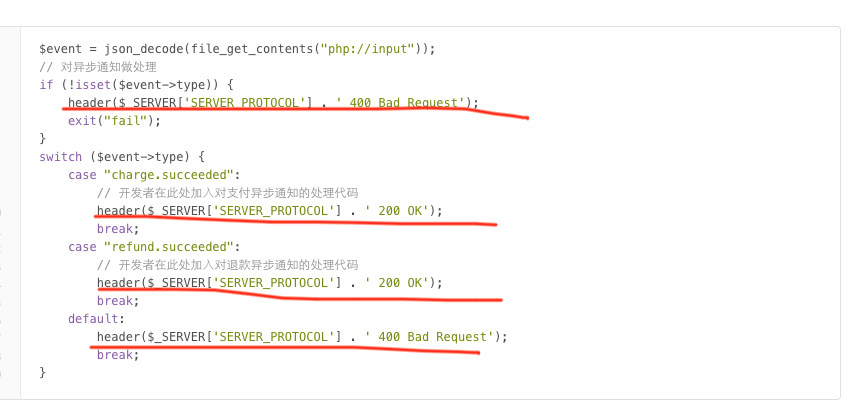 $event = json_decode(file_get_contents("php://input"));
// 对异步通知做处理
if (!isset($event->type)) {
    header($_SERVER['SERVER_PROTOCOL'] . ' 400 Bad Request');
    exit("fail");
}
switch ($event->type) {
    case "charge.succeeded":
        // 开发者在此处加入对支付异步通知的处理代码
        header($_SERVER['SERVER_PROTOCOL'] . ' 200 OK');
        break;
    case "refund.succeeded":
        // 开发者在此处加入对退款异步通知的处理代码
        header($_SERVER['SERVER_PROTOCOL'] . ' 200 OK');
        break;
    default:
        header($_SERVER['SERVER_PROTOCOL'] . ' 400 Bad Request');
        break;
}